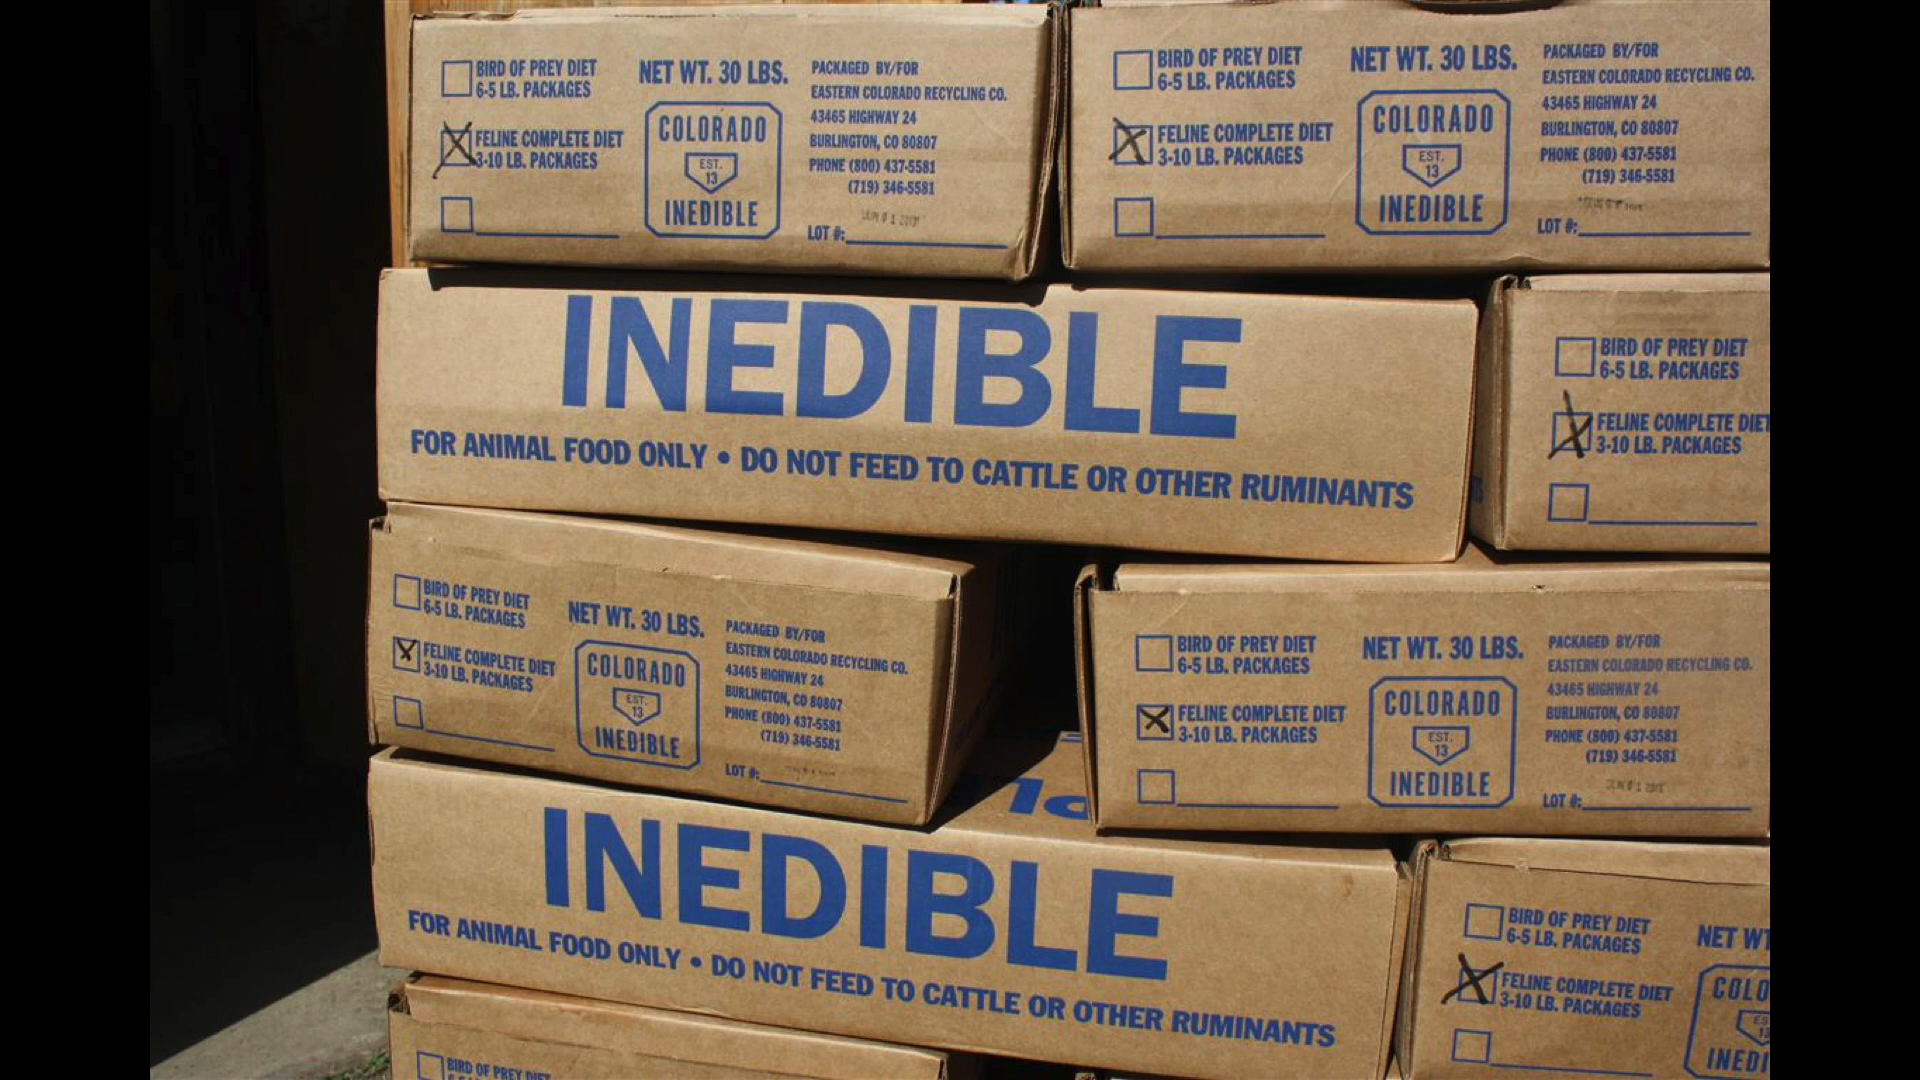 BIRD OF PREY DIET
6-5 LB. PACKAGES
FELINE COMPLETE DIET
3-10 LB. PACKAGES
NET WT. 30 LBS.
COLORADO
EST.
13
INEDIBLE
PACKAGED BY/FOR
EASTERN COLORADO RECYCLING CO.
43465 HIGHWAY 24
BURLINGTON, CO 80807
PHONE (800) 437-5581
(719) 346-5581
LOT #:
BIRD OF PREY DIET
6-5 LB. PACKAGES
FELINE COMPLETE DIET
3-10 LB. PACKAGES
NET WT. 30 LBS.
COLORADO
EST.
13
INEDIBLE
PACKAGED BY/FOR
EASTERN COLORADO RECYCLING CO.
43465 HIGHWAY 24
BURLINGTON, CO 80807
PHONE (800) 437-5581
(719) 346-5581
LOT #:
INEDIBLE
FOR ANIMAL FOOD ONLY • DO NOT FEED TO CATTLE OR OTHER RUMINANTS
BIRD OF PREY DIET
6-5 LB. PACKAGES
FELINE COMPLETE DIET
3-10 LB. PACKAGES
BIRD OF PREY DIET
6-5 LB. PACKAGES
FELINE COMPLETE DIET
3-10 LB. PACKAGES
NET WT. 30 LBS.
COLORADO
EST.
13
INEDIBLE
PACKAGED BY/FOR
EASTERN COLORADO RECYCLING CO.
43465 HIGHWAY 24
BURLINGTON, CO 80807
PHONE (800) 437-5581
(719) 346-5581
LOT #:
BIRD OF PREY DIET
6-5 LB. PACKAGES
FELINE COMPLETE DIET
3-10 LB. PACKAGES
NET WT. 30 LBS.
COLORADO
EST.
13
INEDIBLE
PACKAGED BY/FOR
EASTERN COLORADO RECYCLING CO.
43465 HIGHWAY 24
BURLINGTON, CO 80807
PHONE (800) 437-5581
(719) 346-5581
LOT #:
INEDIBLE
FOR ANIMAL FOOD ONLY • DO NOT FEED TO CATTLE OR OTHER RUMINANTS
BIRD OF PREY DIET
6-5 LB. PACKAGES
FELINE COMPLETE DIET
3-10 LB. PACKAGES
NET WT
COLO
INEDI
BIRD OF PREY DIET